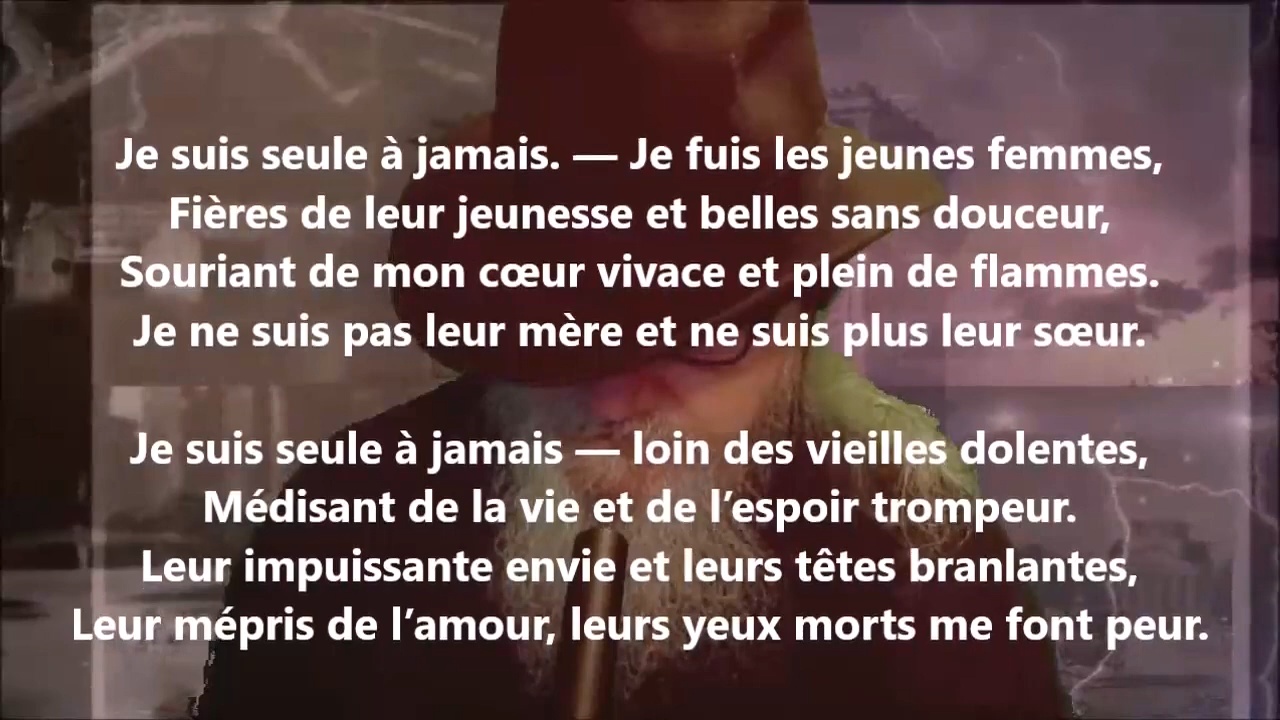 Je suis seule à jamais. — Je fuis les jeunes femmes,
Fières de leur jeunesse et belles sans douceur,
Souriant de mon cœur vivace et plein de flammes.
Je ne suis pas leur mère et ne suis plus leur sœur.
Je suis seule à jamais — loin des vieilles dolentes,
Médisant de la vie et de l’espoir trompeur.
Leur impuissante envie et leurs têtes branlantes,
Leur mépris de l’amour, leurs yeux morts me font peur.